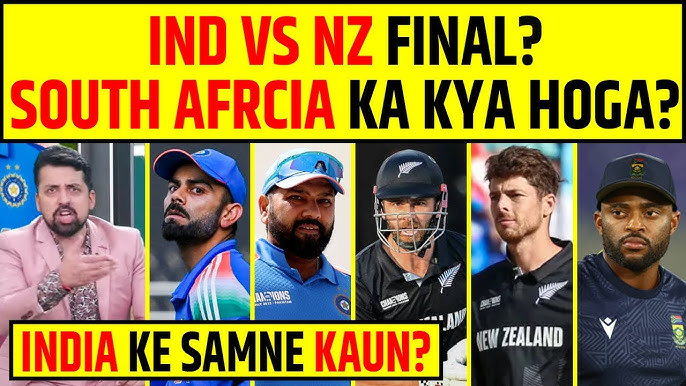 IND VS NZ FINAL?
SOUTH AFRCIA KA KYA HOGA?
NEW ZEALAND
INDIA KE SAMNE KAUN?